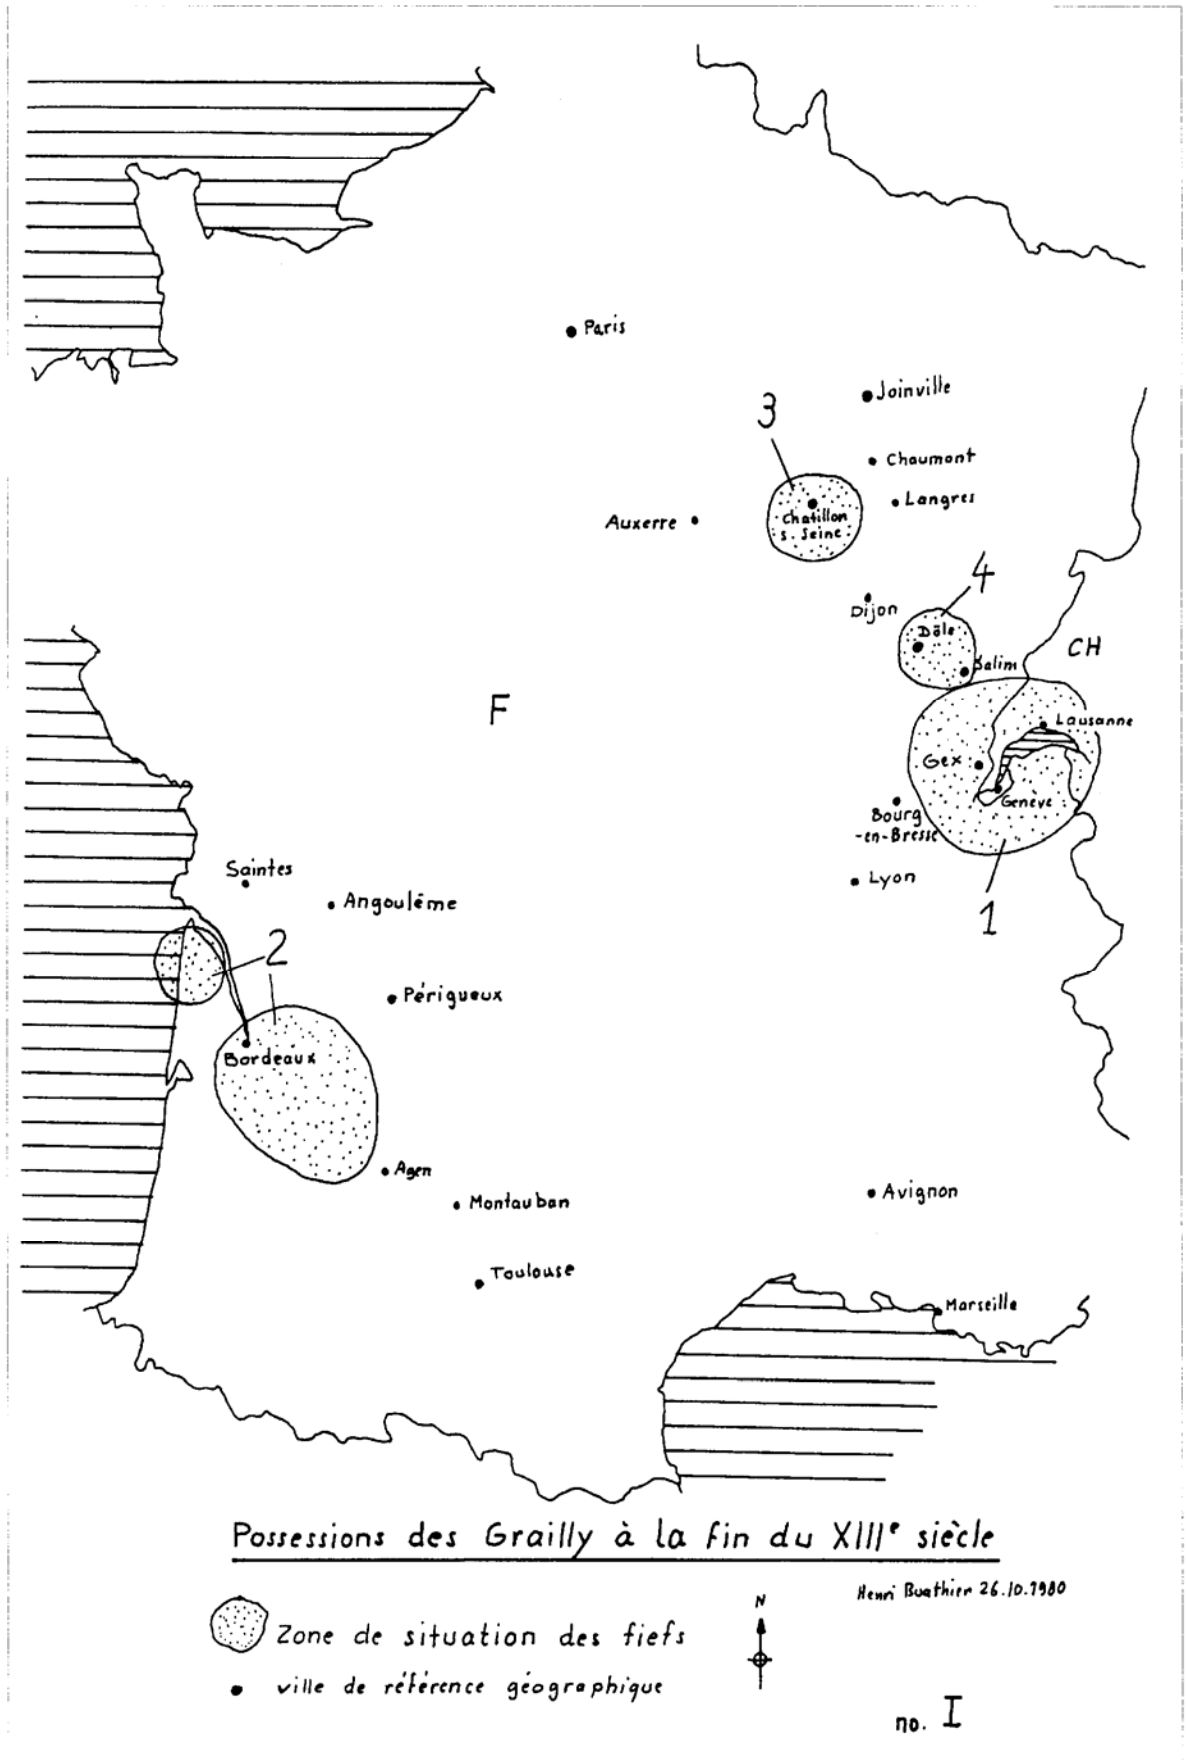 Paris
Joinville
3
Chaumont
Langres
Auxerre
Chatillon
s. Seine
4
Dijon
Dôle
CH
Salim
F
Lausanne
Gex
Genève
Bourg
-en-Bresse
Saintes
Lyon
Angoulême
1
2
Périgueux
Bordeaux
Agen
Avignon
Montauban
Toulouse
Marseille
Possessions des Grailly à la fin du XIIIe siècle
Henri Buathier 26.10.1980
N
Zone de situation des fiefs
ville de référence géographique
no. I